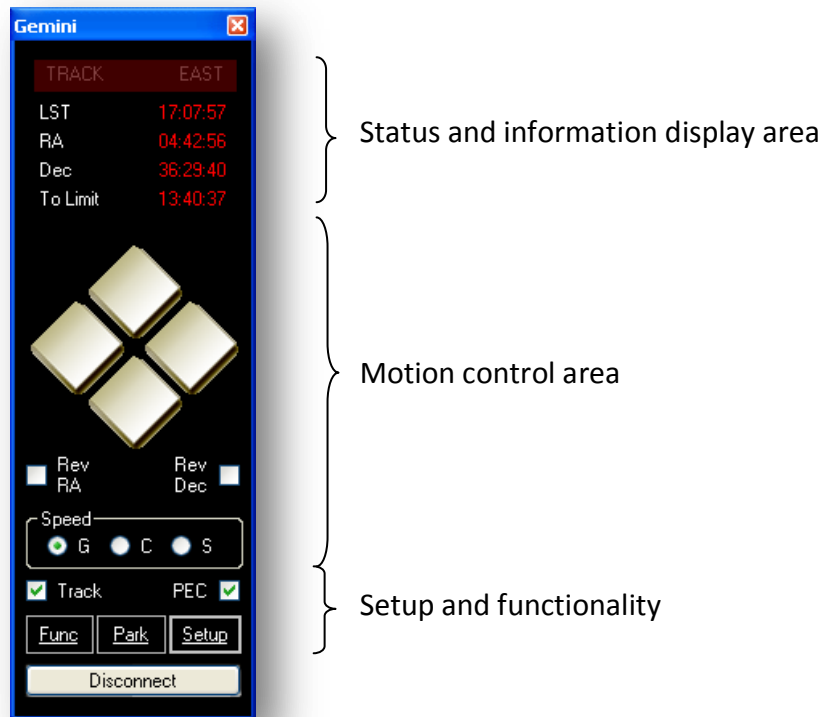 Gemini
TRACK EAST
LST 17:07:57
RA 04:42:56
Dec 36:29:40
To Limit 13:40:37
Status and information display area
Motion control area
Rev RA Rev Dec
Speed
G C S
Track PEC
Setup and functionality
Func Park Setup
Disconnect